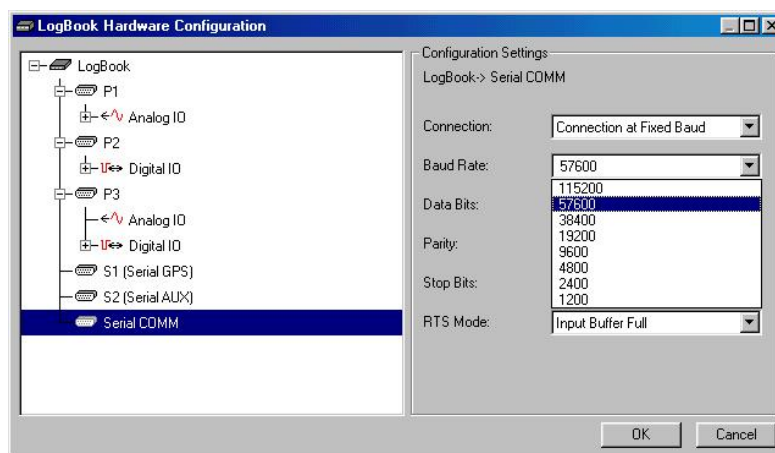 LogBook Hardware Configuration
LogBook
P1
Analog IO
P2
Digital IO
P3
Analog IO
Digital IO
S1 (Serial GPS)
S2 (Serial AUX)
Serial COMM
Configuration Settings
LogBook-> Serial COMM
Connection: Connection at Fixed Baud
Baud Rate: 57600
115200
57600
38400
19200
9600
4800
2400
1200
Data Bits:
Parity:
Stop Bits:
RTS Mode: Input Buffer Full
OK Cancel